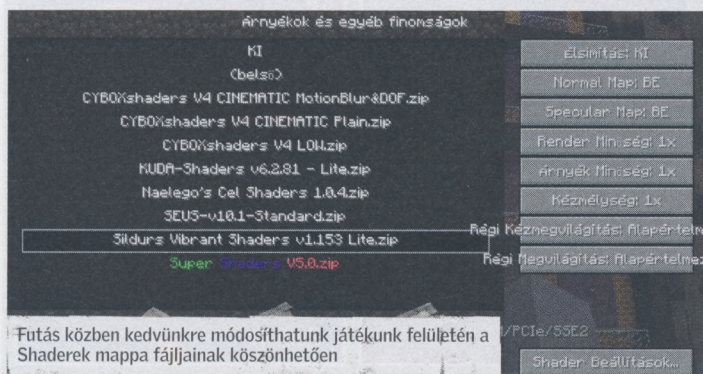 Árnyékok és egyéb finomságok
KI
(belső)
CYBOXshaders V4 CINEMATIC MotionBlur&DOF.zip
CYBOXshaders V4 CINEMATIC Plain.zip
CYBOXshaders V4 LOW.zip
KUDA-Shaders v6.2.81 - Lite.zip
Naelego's Cel Shaders 1.0.4.zip
SEUS-v10.1-Standard.zip
Sildurs Vibrant Shaders v1.153 Lite.zip
Super Shaders V5.0.zip
Élsimítás: KI
Normal Map: BE
Specular Map: BE
Render Minőség: 1x
Árnyék Minőség: 1x
Kézmélység: 1x
Régi Kézmegvilágítás: Alapértelm
Régi Megvilágítás: Alapértelmez
/PCIe/SSE2
Shader Beállítások...
Futás közben kedvünkre módosíthatunk játékunk felületén a
Shaderek mappa fájljainak köszönhetően